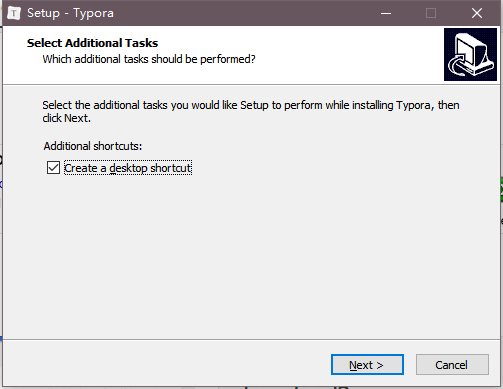 Setup - Typora
Select Additional Tasks
Which additional tasks should be performed?
Select the additional tasks you would like Setup to perform while installing Typora, then
click Next.
Additional shortcuts:
Create a desktop shortcut
Next >
Cancel